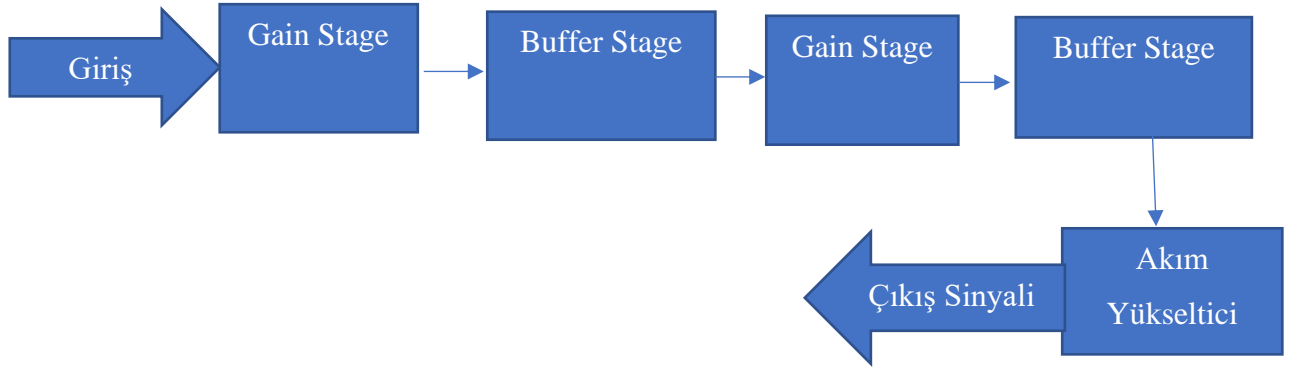 Giriş
Gain Stage
Buffer Stage
Gain Stage
Buffer Stage
Akım
Yükseltici
Çıkış Sinyali